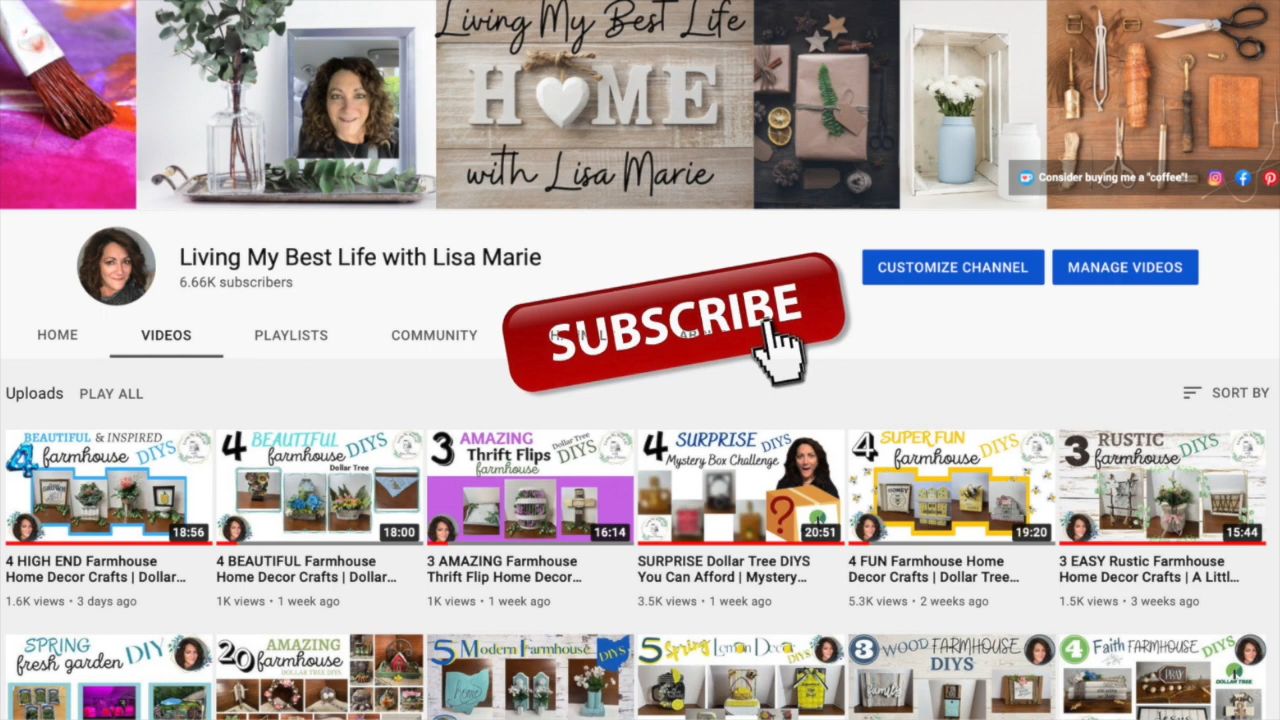 Living My Best Life
HOME
with Lisa Marie
Consider buying me a "coffee"!
Living My Best Life with Lisa Marie
6.66K subscribers
CUSTOMIZE CHANNEL
MANAGE VIDEOS
SUBSCRIBE
HOME
VIDEOS
PLAYLISTS
COMMUNITY
Uploads
PLAY ALL
SORT BY
4 BEAUTIFUL & INSPIRED
farmhouse DIYS
18:56
4 BEAUTIFUL DIYS
farmhouse
Dollar Tree
18:00
3 AMAZING
Thrift Flips
farmhouse
Dollar Tree
DIYS
16:14
4 SURPRISE DIYS
Mystery Box Challenge
?
20:51
4 SUPER FUN
farmhouse DIYS
HONEY
19:20
3 RUSTIC
farmhouse DIYS
15:44
4 HIGH END Farmhouse
Home Decor Crafts | Dollar...
1.6K views • 3 days ago
4 BEAUTIFUL Farmhouse
Home Decor Crafts | Dollar...
1K views • 1 week ago
3 AMAZING Farmhouse
Thrift Flip Home Decor...
1K views • 1 week ago
SURPRISE Dollar Tree DIYS
You Can Afford | Mystery...
3.5K views • 1 week ago
4 FUN Farmhouse Home
Decor Crafts | Dollar Tree...
5.3K views • 2 weeks ago
3 EASY Rustic Farmhouse
Home Decor Crafts | A Littl...
1.5K views • 3 weeks ago
SPRING
fresh garden DIY
20 AMAZING
farmhouse
DOLLAR TREE DIYS
5 Modern Farmhouse
DIYS
home
5 Spring Lemon Decor
DIYs
3 WOOD FARMHOUSE
DIYS
family
4 Faith FARMHOUSE DIYS
PRAY
DOLLAR TREE